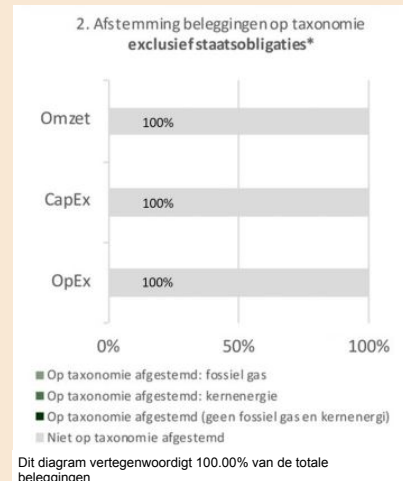 2. Afstemming beleggingen op taxonomie
exclusief staatsobligaties*
Omzet
100%
CapEx
100%
OpEx
100%
0%
50%
100%
Op taxonomie afgestemd: fossiel gas
Op taxonomie afgestemd: kernenergie
Op taxonomie afgestemd (geen fossiel gas en kernenergi)
Niet op taxonomie afgestemd
Dit diagram vertegenwoordigt 100.00% van de totale
beleggingen